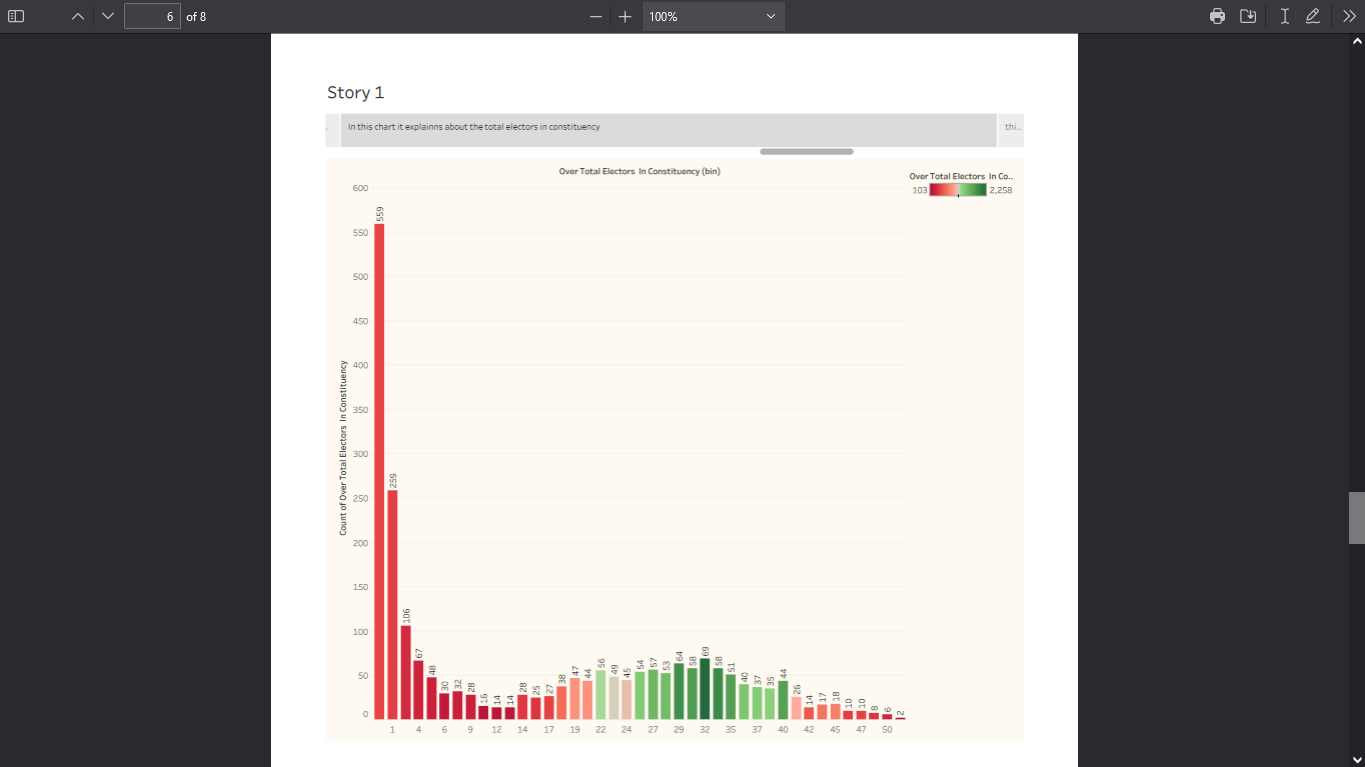 6 of 8
100%
Story 1
.
In this chart it explainns about the total electors in constituency
thi..
Over Total Electors In Constituency (bin)
Over Total Electors In Co..
103 2,258
Count of Over Total Electors In Constituency
600
550
500
450
400
350
300
250
200
150
100
50
0
559 259 106 67 48 30 32 28 16 14 14 28 25 27 38 47 44 56 49 45 54 57 53 64 58 69 58 51 40 37 35 44 26 14 17 18 10 10 8 6 2
1 4 6 9 12 14 17 19 22 24 27 29 32 35 37 40 42 45 47 50